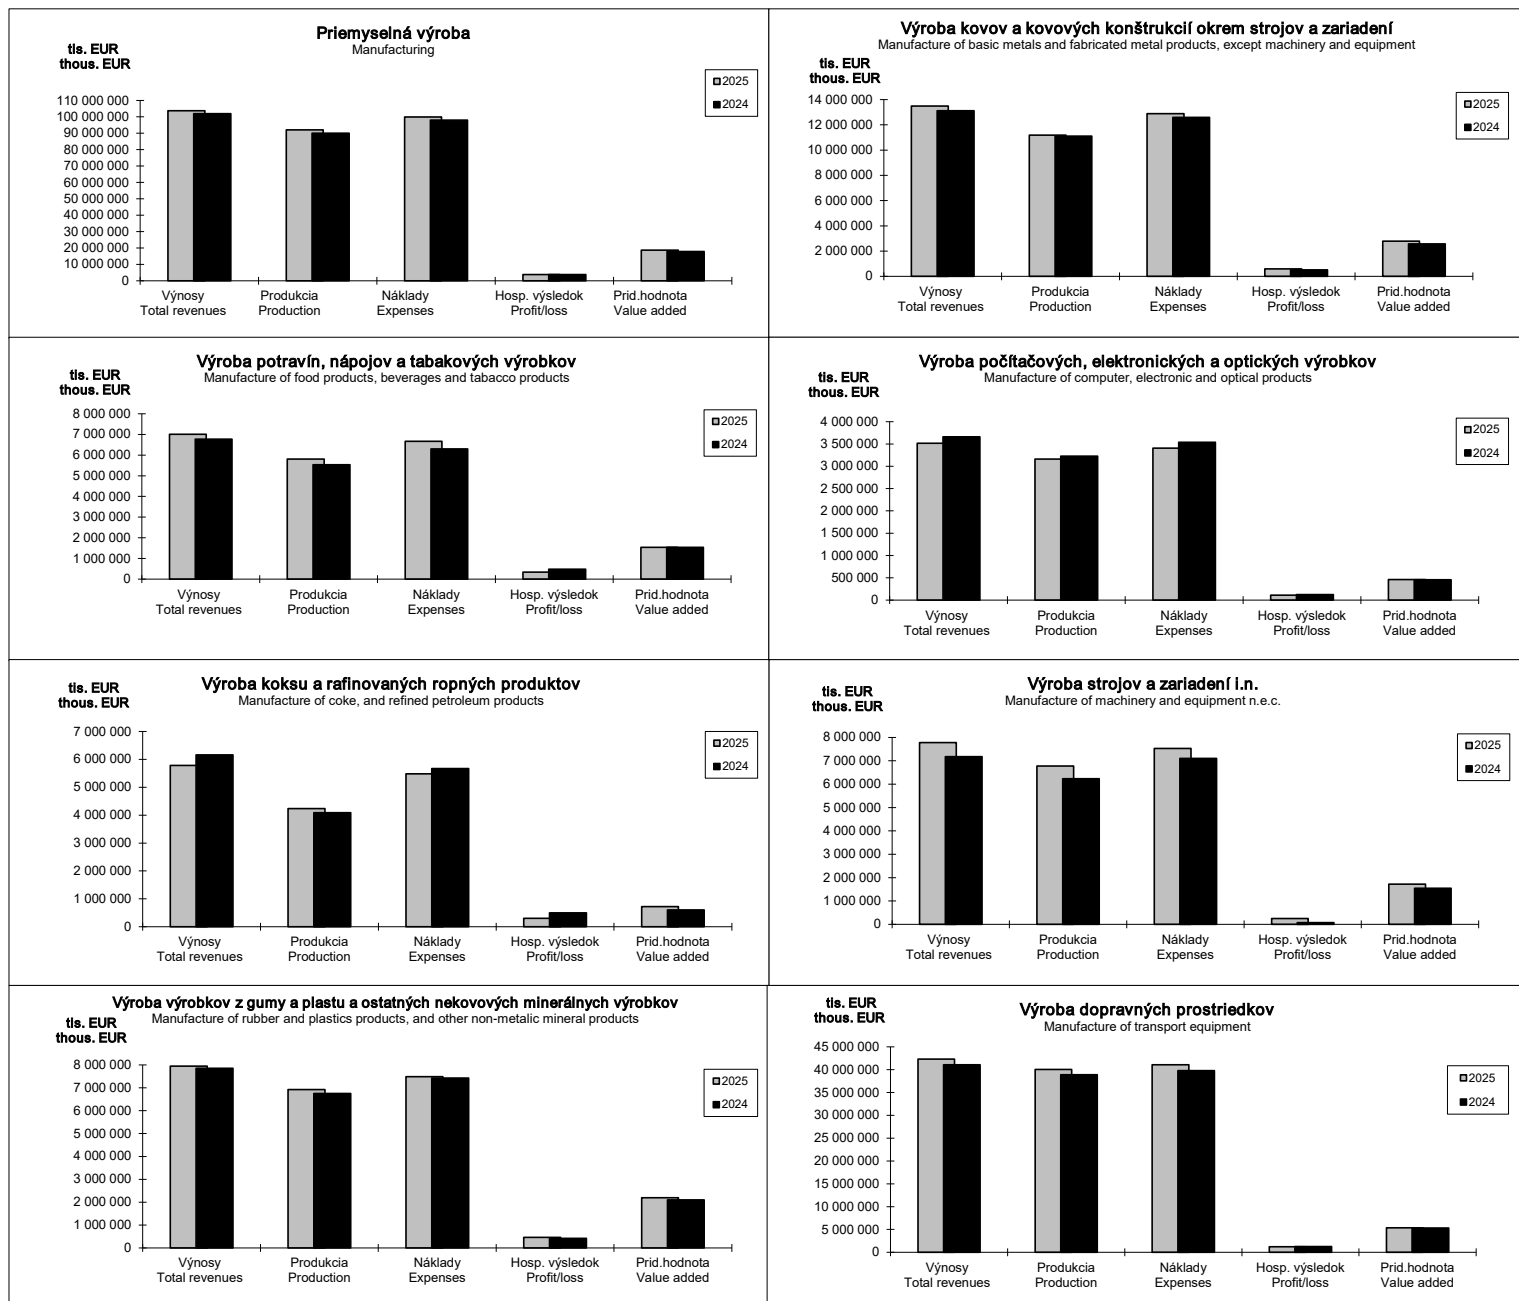 Priemyselná výroba
Manufacturing
tis. EUR
thous. EUR
2025
2024
110 000 000
100 000 000
90 000 000
80 000 000
70 000 000
60 000 000
50 000 000
40 000 000
30 000 000
20 000 000
10 000 000
0
Výnosy Produkcia Náklady Hosp. výsledok Prid.hodnota
Total revenues Production Expenses Profit/loss Value added
Výroba kovov a kovových konštrukcií okrem strojov a zariadení
Manufacture of basic metals and fabricated metal products, except machinery and equipment
tis. EUR
thous. EUR
2025
2024
14 000 000
12 000 000
10 000 000
8 000 000
6 000 000
4 000 000
2 000 000
0
Výnosy Produkcia Náklady Hosp. výsledok Prid.hodnota
Total revenues Production Expenses Profit/loss Value added
Výroba potravín, nápojov a tabakových výrobkov
Manufacture of food products, beverages and tabacco products
tis. EUR
thous. EUR
2025
2024
8 000 000
7 000 000
6 000 000
5 000 000
4 000 000
3 000 000
2 000 000
1 000 000
0
Výnosy Produkcia Náklady Hosp. výsledok Prid.hodnota
Total revenues Production Expenses Profit/loss Value added
Výroba počítačových, elektronických a optických výrobkov
Manufacture of computer, electronic and optical products
tis. EUR
thous. EUR
2025
2024
4 000 000
3 500 000
3 000 000
2 500 000
2 000 000
1 500 000
1 000 000
500 000
0
Výnosy Produkcia Náklady Hosp. výsledok Prid.hodnota
Total revenues Production Expenses Profit/loss Value added
Výroba koksu a rafinovaných ropných produktov
Manufacture of coke, and refined petroleum products
tis. EUR
thous. EUR
2025
2024
7 000 000
6 000 000
5 000 000
4 000 000
3 000 000
2 000 000
1 000 000
0
Výnosy Produkcia Náklady Hosp. výsledok Prid.hodnota
Total revenues Production Expenses Profit/loss Value added
Výroba strojov a zariadení i.n.
Manufacture of machinery and equipment n.e.c.
tis. EUR
thous. EUR
2025
2024
8 000 000
7 000 000
6 000 000
5 000 000
4 000 000
3 000 000
2 000 000
1 000 000
0
Výnosy Produkcia Náklady Hosp. výsledok Prid.hodnota
Total revenues Production Expenses Profit/loss Value added
Výroba výrobkov z gumy a plastu a ostatných nekovových minerálnych výrobkov
Manufacture of rubber and plastics products, and other non-metalic mineral products
tis. EUR
thous. EUR
2025
2024
8 000 000
7 000 000
6 000 000
5 000 000
4 000 000
3 000 000
2 000 000
1 000 000
0
Výnosy Produkcia Náklady Hosp. výsledok Prid.hodnota
Total revenues Production Expenses Profit/loss Value added
Výroba dopravných prostriedkov
Manufacture of transport equipment
tis. EUR
thous. EUR
2025
2024
45 000 000
40 000 000
35 000 000
30 000 000
25 000 000
20 000 000
15 000 000
10 000 000
5 000 000
0
Výnosy Produkcia Náklady Hosp. výsledok Prid.hodnota
Total revenues Production Expenses Profit/loss Value added